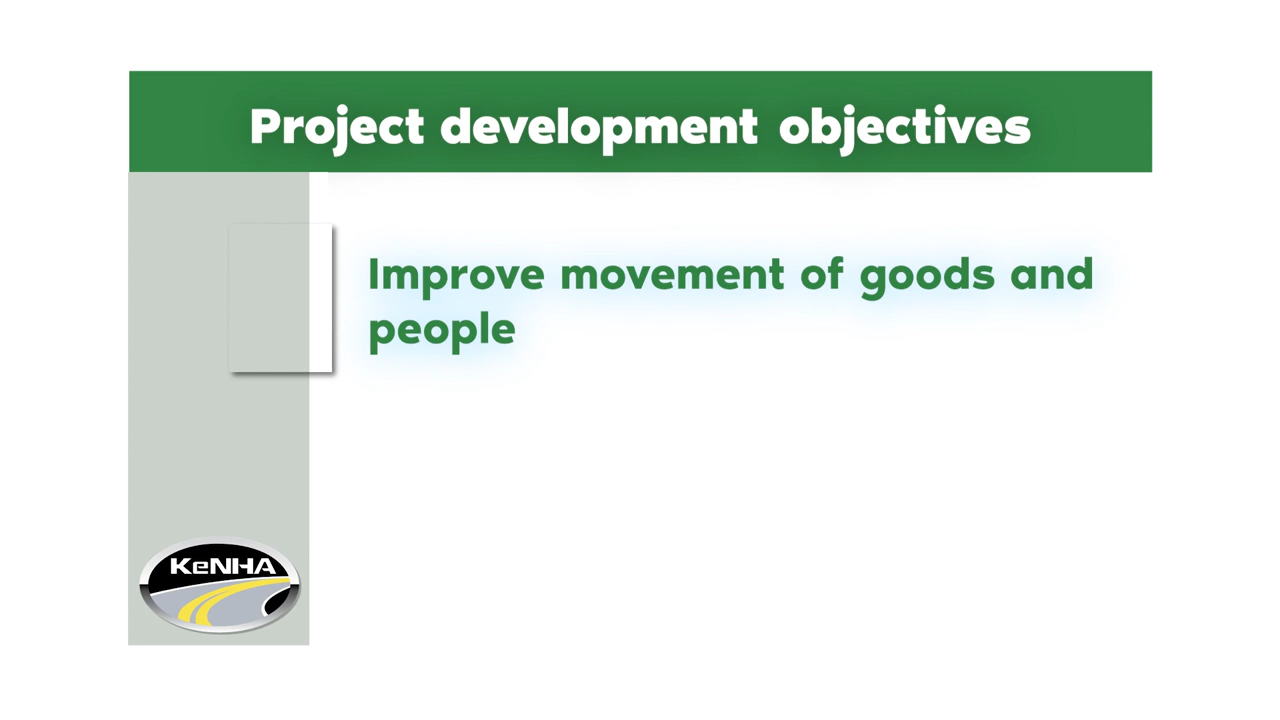 Project development objectives
Improve movement of goods and
people
KeNHA